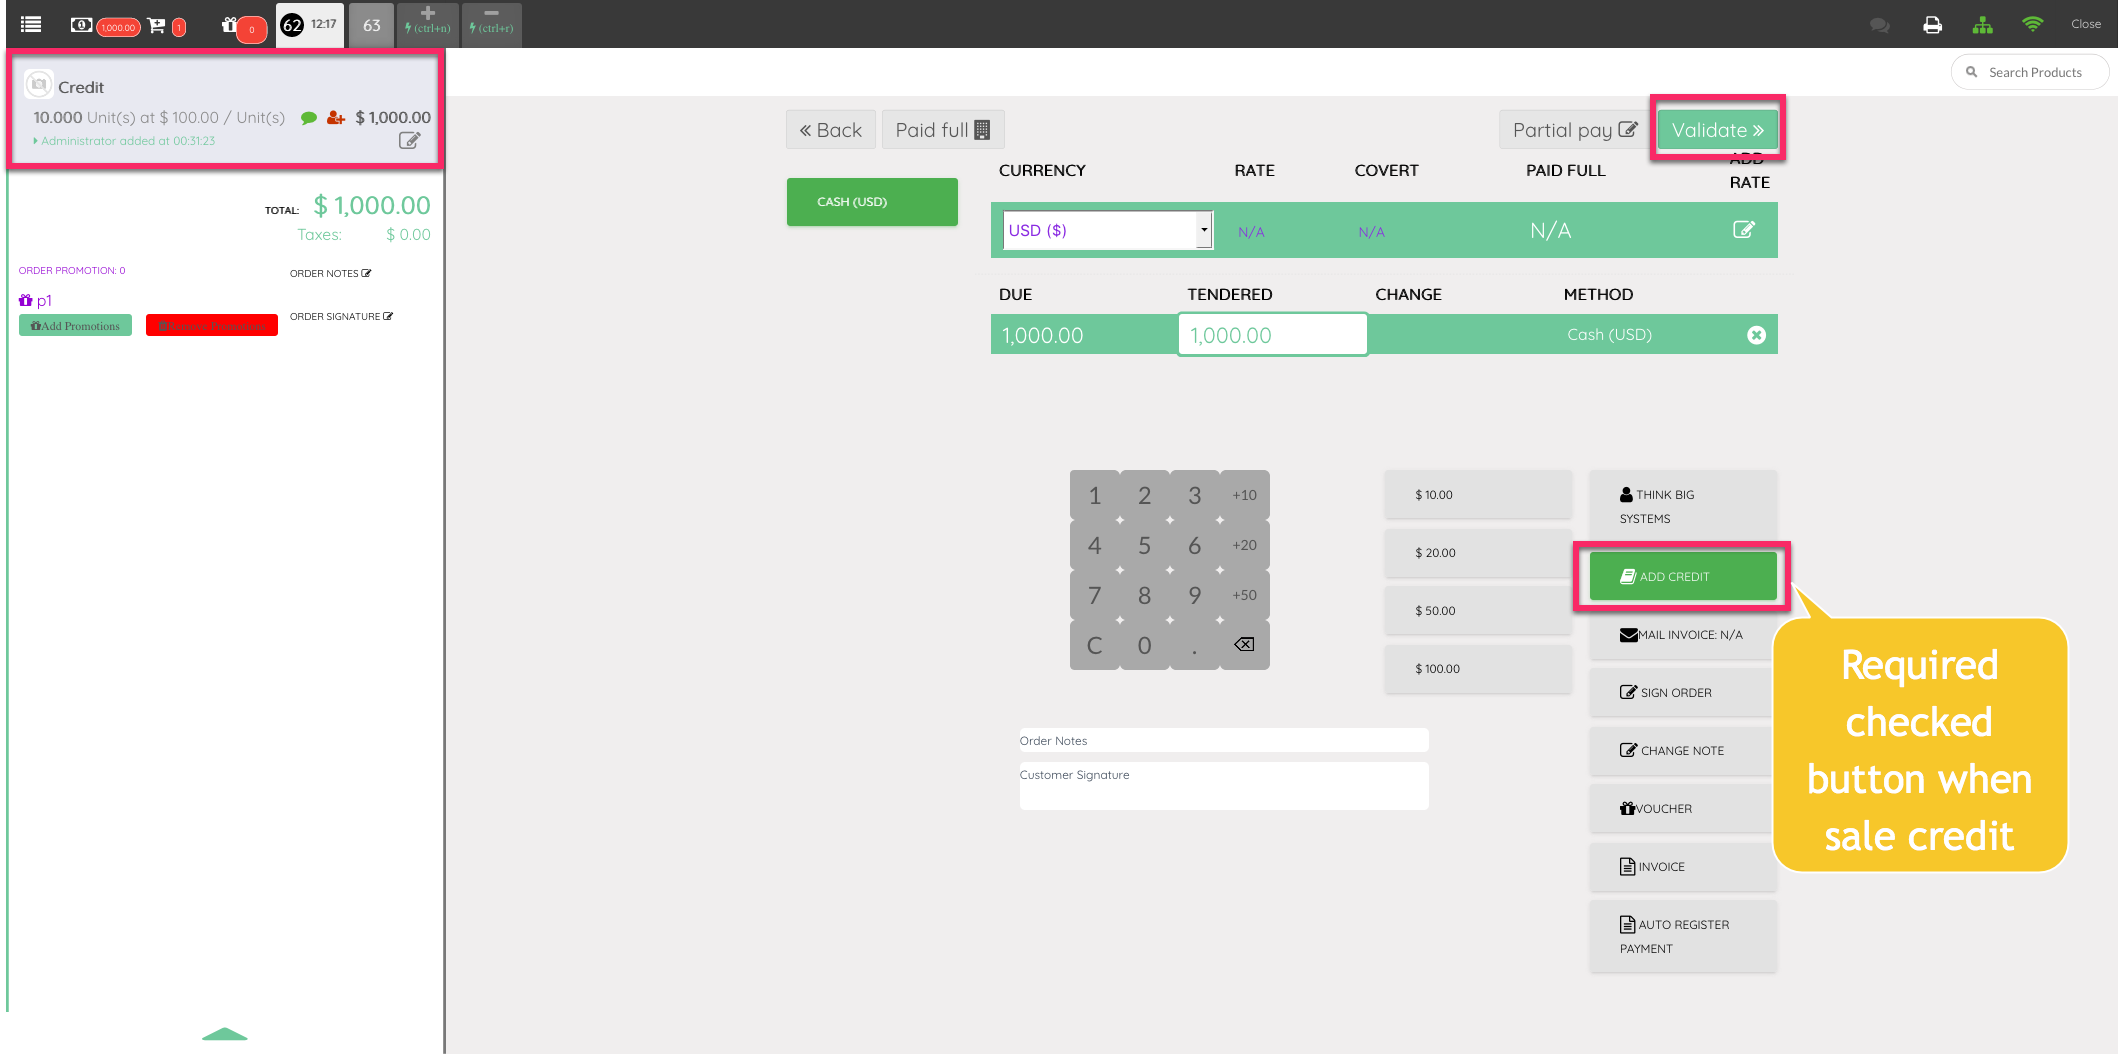 1,000.00
1
0
62 12:17
63
(ctrl+n)
(ctrl+r)
Close
Search Products
Credit
10.000 Unit(s) at $ 100.00 / Unit(s) $ 1,000.00
Administrator added at 00:31:23
TOTAL: $ 1,000.00
Taxes: $ 0.00
ORDER PROMOTION: 0
ORDER NOTES
p1
ORDER SIGNATURE
Add Promotions
« Back
Paid full
Partial pay
Validate »
CASH (USD)
CURRENCY RATE COVERT PAID FULL ADD
RATE
USD ($) N/A N/A N/A
DUE TENDERED CHANGE METHOD
1,000.00 1,000.00 Cash (USD)
1 2 3 +10
4 5 6 +20
7 8 9 +50
C 0 .
$ 10.00
$ 20.00
$ 50.00
$ 100.00
THINK BIG
SYSTEMS
ADD CREDIT
MAIL INVOICE: N/A
SIGN ORDER
CHANGE NOTE
VOUCHER
INVOICE
AUTO REGISTER
PAYMENT
Order Notes
Customer Signature
Required
checked
button when
sale credit